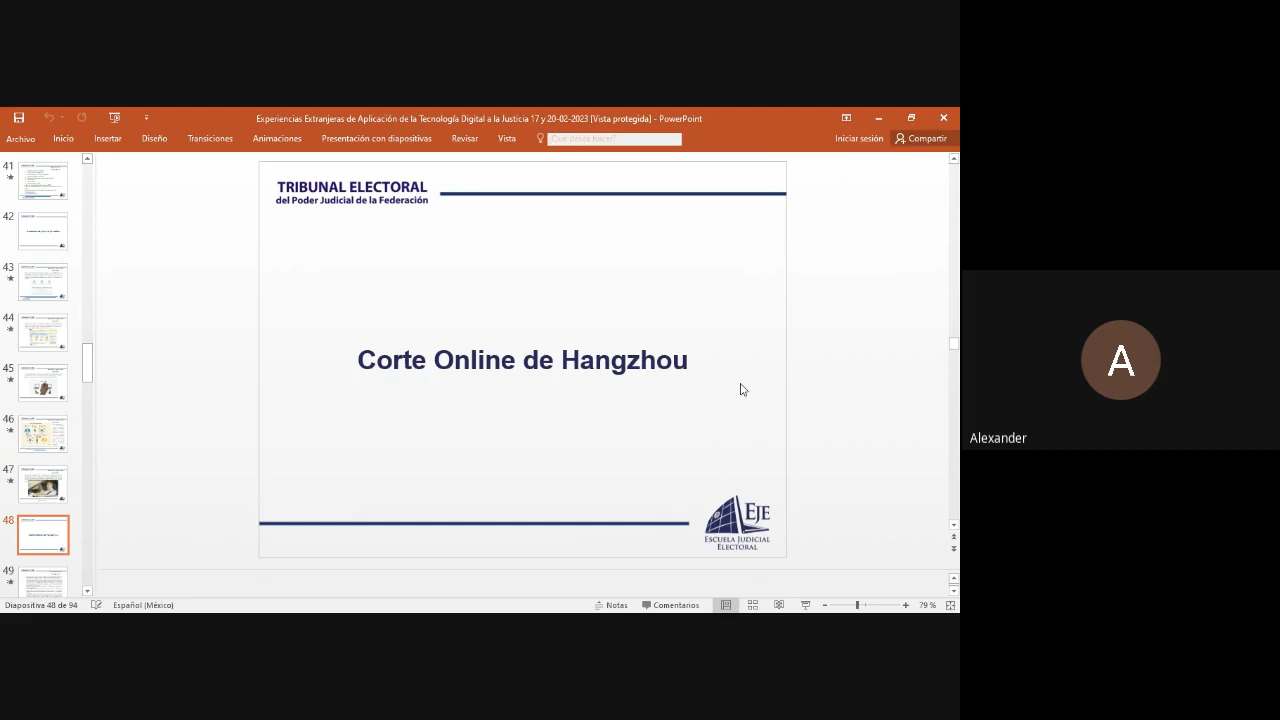 Experiencias Extranjeras de Aplicación de la Tecnología Digital a la Justicia 17 y 20-02-2023 [Vista protegida] - PowerPoint
Archivo Inicio Insertar Diseño Transiciones Animaciones Presentación con diapositivas Revisar Vista ¿Qué desea hacer? Iniciar sesión Compartir
41
42
43
44
45
46
47
48
49
TRIBUNAL ELECTORAL
del Poder Judicial de la Federación
Corte Online de Hangzhou
EJE
ESCUELA JUDICIAL
ELECTORAL
A
Alexander
Diapositiva 48 de 94 Español (México) Notas Comentarios 79 %